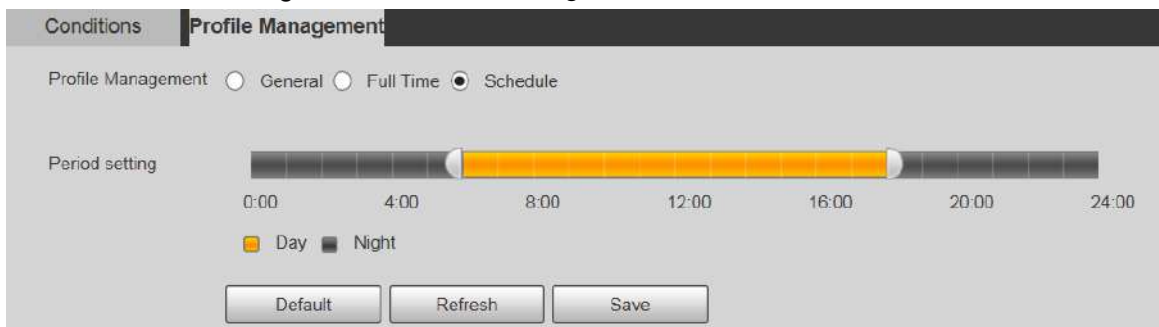 Conditions Profile Management
Profile Management General Full Time Schedule
Period setting
0:00 4:00 8:00 12:00 16:00 20:00 24:00
Day Night
Default Refresh Save